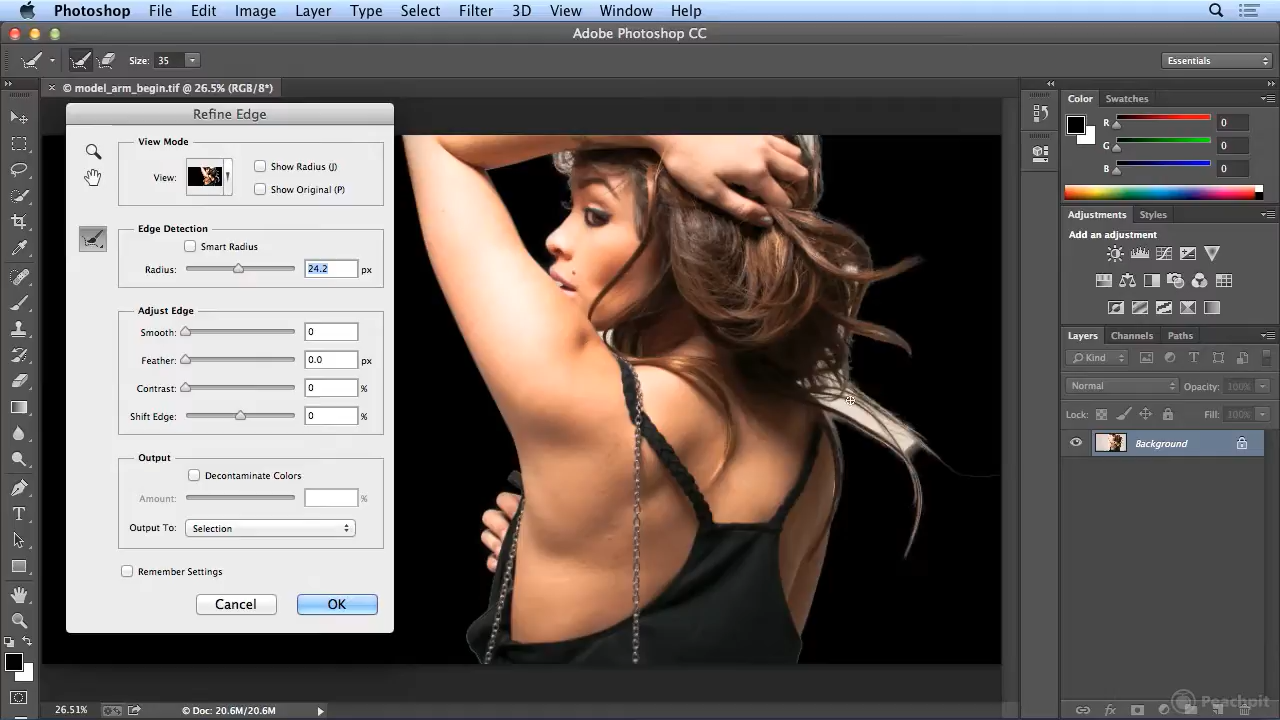 Photoshop File Edit Image Layer Type Select Filter 3D View Window Help
Adobe Photoshop CC
Size: 35 Essentials
× © model_arm_begin.tif @ 26.5% (RGB/8*)
Refine Edge
View Mode
View:
Show Radius (J)
Show Original (P)
Edge Detection
Smart Radius
Radius: 24.2 px
Adjust Edge
Smooth: 0
Feather: 0.0 px
Contrast: 0 %
Shift Edge: 0 %
Output
Decontaminate Colors
Amount: %
Output To: Selection
Remember Settings
Cancel OK
Color Swatches
R 0
G 0
B 0
Adjustments Styles
Add an adjustment
Layers Channels Paths
Kind
Normal Opacity: 100%
Lock: Fill: 100%
Background
26.51% © Doc: 20.6M/20.6M
Peachpit